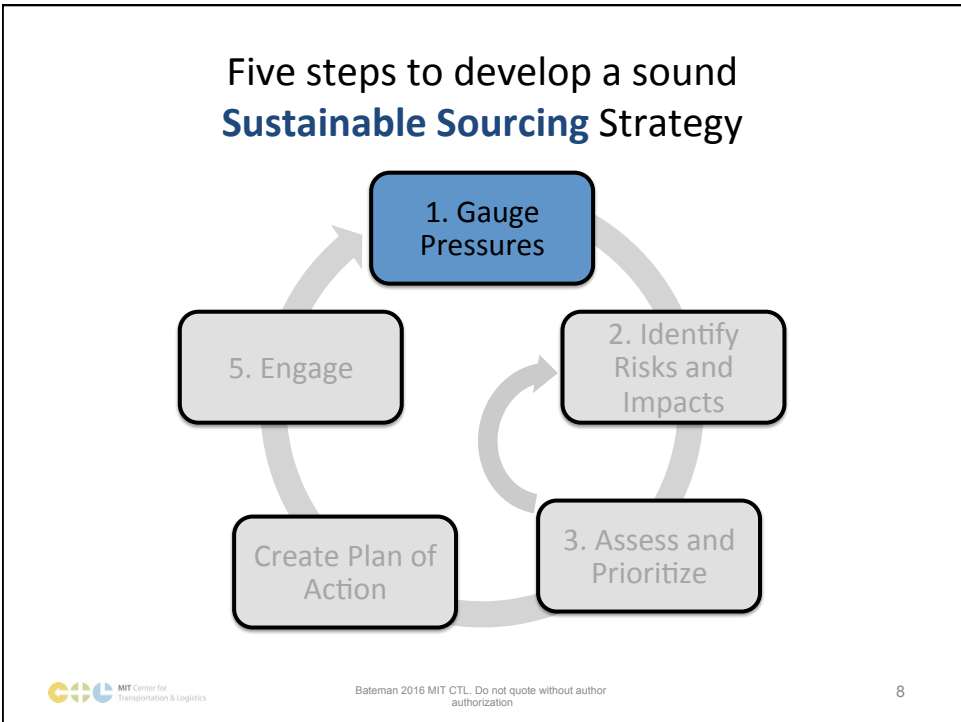 Five steps to develop a sound
Sustainable Sourcing Strategy
1. Gauge
Pressures
2. Identify
Risks and
Impacts
3. Assess and
Prioritize
Create Plan of
Action
5. Engage
MIT Center for
Transportation & Logistics
Bateman 2016 MIT CTL. Do not quote without author
authorization
8